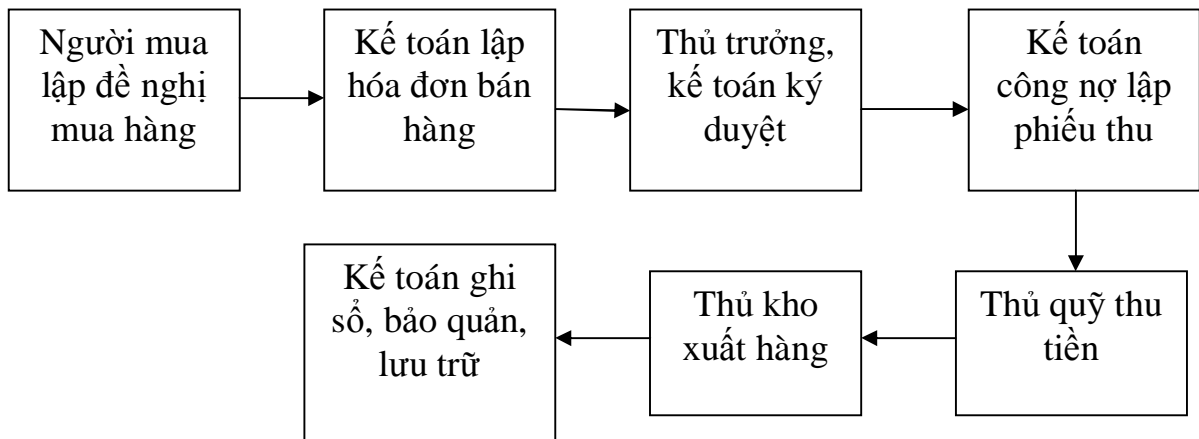 Người mua
lập đề nghị
mua hàng
Kế toán lập
hóa đơn bán
hàng
Thủ trưởng,
kế toán ký
duyệt
Kế toán
công nợ lập
phiếu thu
Thủ quỹ thu
tiền
Thủ kho
xuất hàng
Kế toán ghi
sổ, bảo quản,
lưu trữ